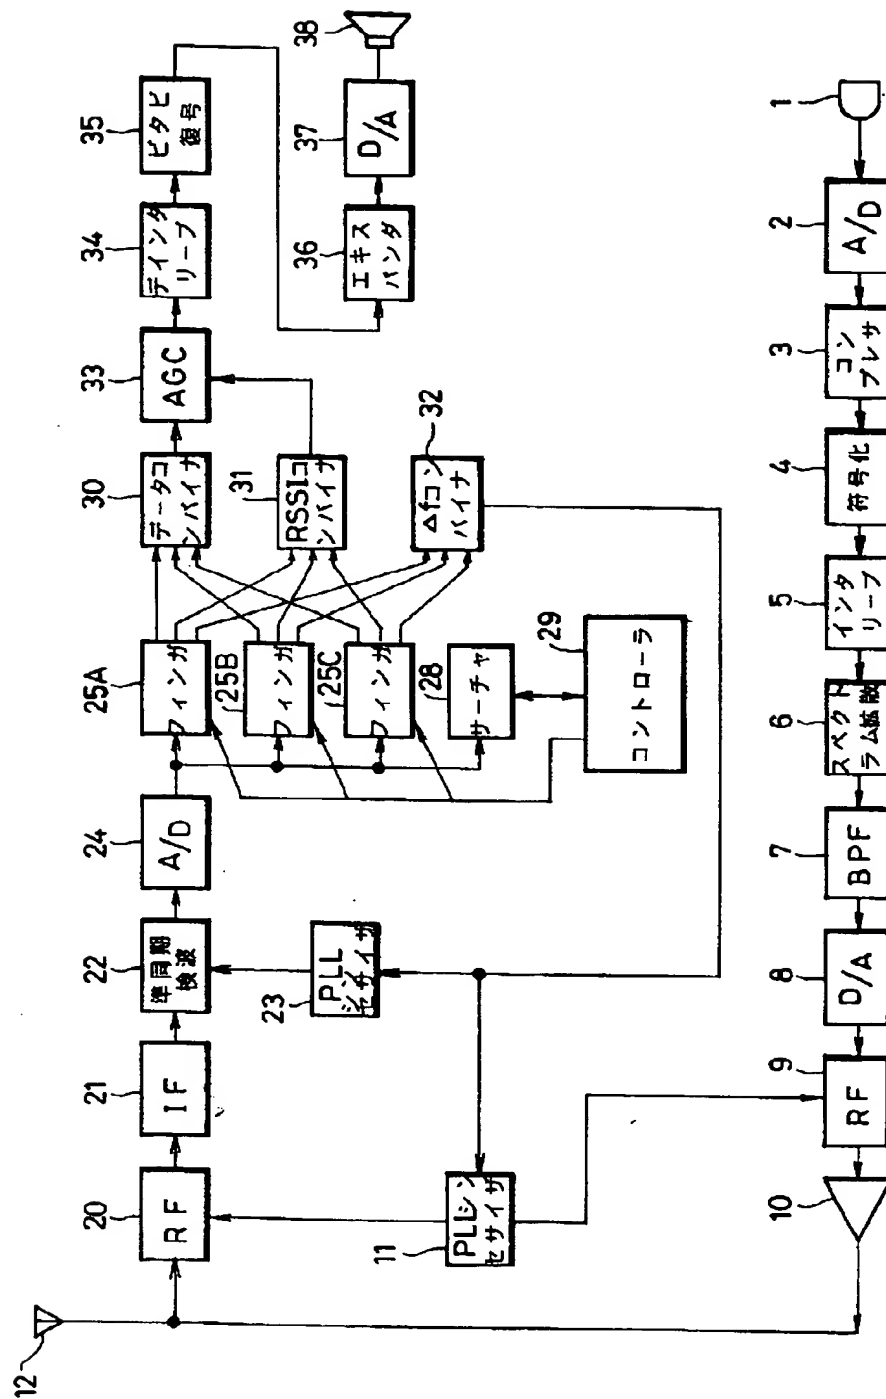 12
20
RF
21
IF
22
準同期
検波
24
A/D
25A
フィンガ
25B
フィンガ
25C
フィンガ
28
サーチャ
29
コントローラ
30
データコ
ンバイナ
31
RSSIコ
ンバイナ
32
Δfコン
バイナ
33
AGC
34
デインタ
リーブ
35
ビタビ
復号
36
エキス
パンダ
37
D/A
38
23
PLL
シンセ
サイザ
11
PLLシン
セサイザ
10
9
RF
8
D/A
7
BPF
6
スペクト
ラム拡散
5
インタ
リーブ
4
符号化
3
コン
プレサ
2
A/D
1